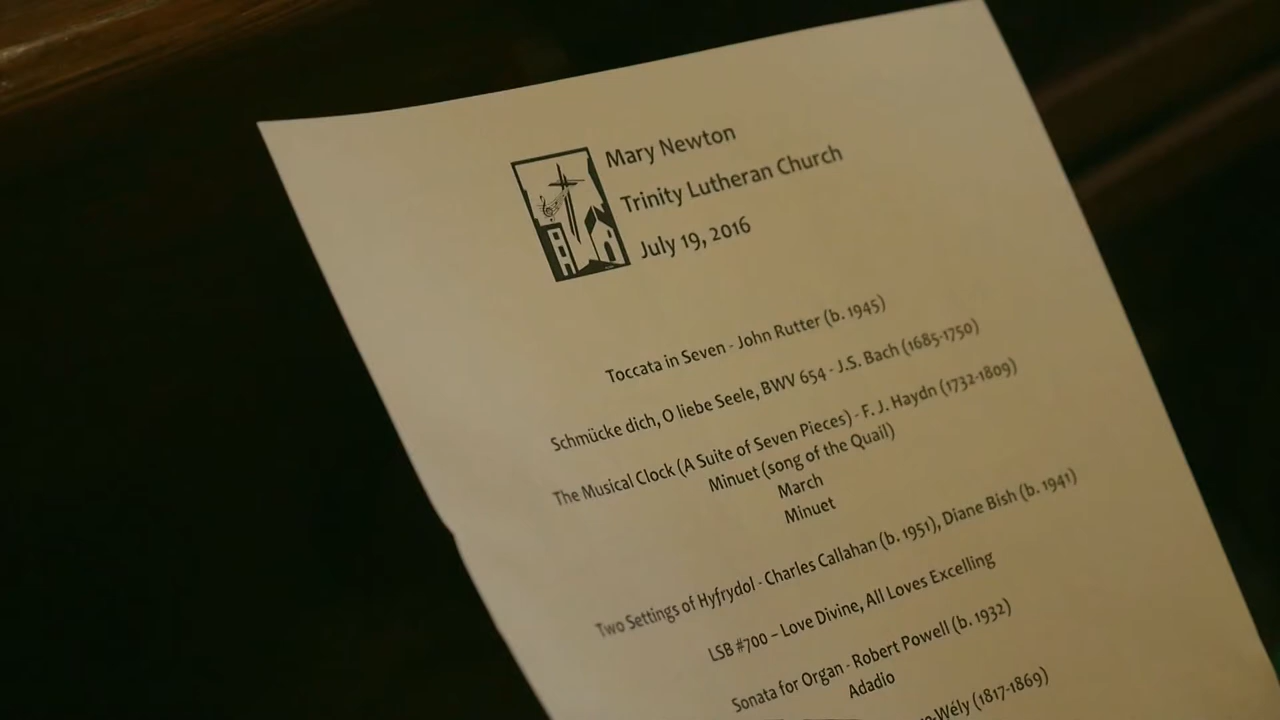 Mary Newton
Trinity Lutheran Church
July 19, 2016
Toccata in Seven - John Rutter (b. 1945)
Schmücke dich, O liebe Seele, BWV 654 - J.S. Bach (1685-1750)
The Musical Clock (A Suite of Seven Pieces) - F. J. Haydn (1732-1809)
Minuet (song of the Quail)
March
Minuet
Two Settings of Hyfrydol - Charles Callahan (b. 1951), Diane Bish (b. 1941)
LSB #700 – Love Divine, All Loves Excelling
Sonata for Organ - Robert Powell (b. 1932)
Adadio
-Wély (1817-1869)